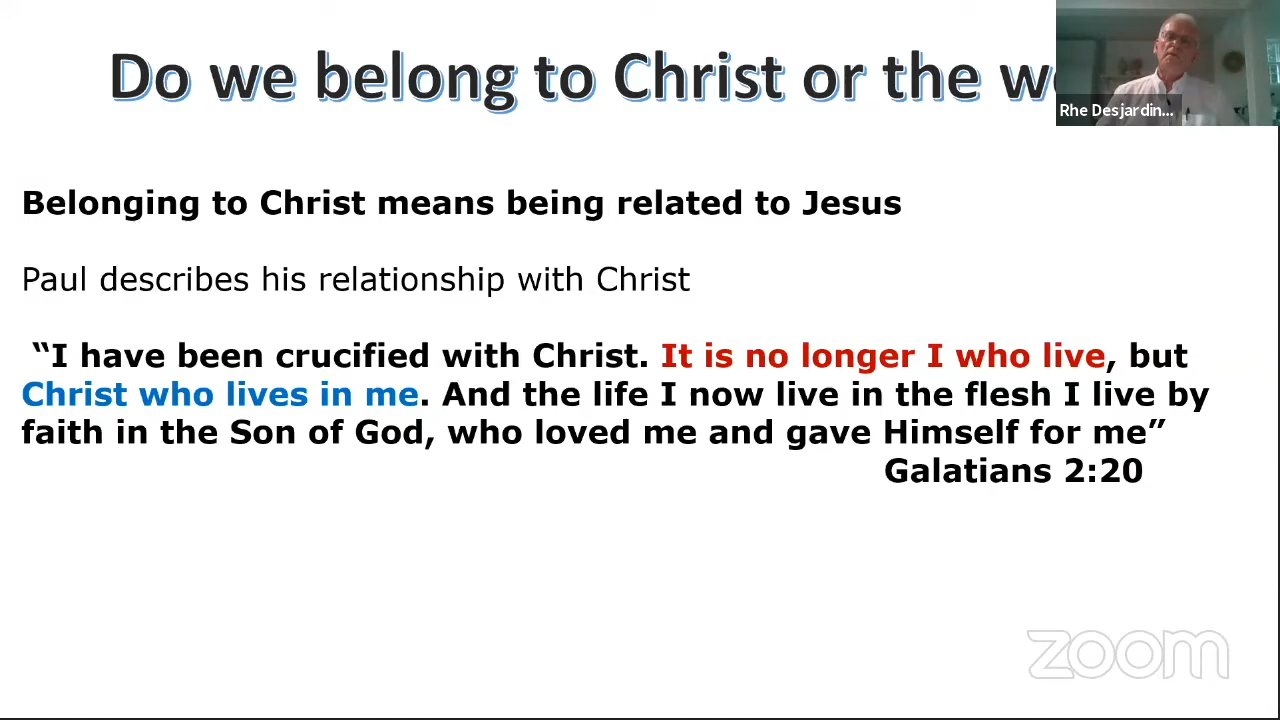 Do we belong to Christ or the
Rhe Desjardin...
Belonging to Christ means being related to Jesus
Paul describes his relationship with Christ
“I have been crucified with Christ. It is no longer I who live, but
Christ who lives in me. And the life I now live in the flesh I live by
faith in the Son of God, who loved me and gave Himself for me”
Galatians 2:20
zoom